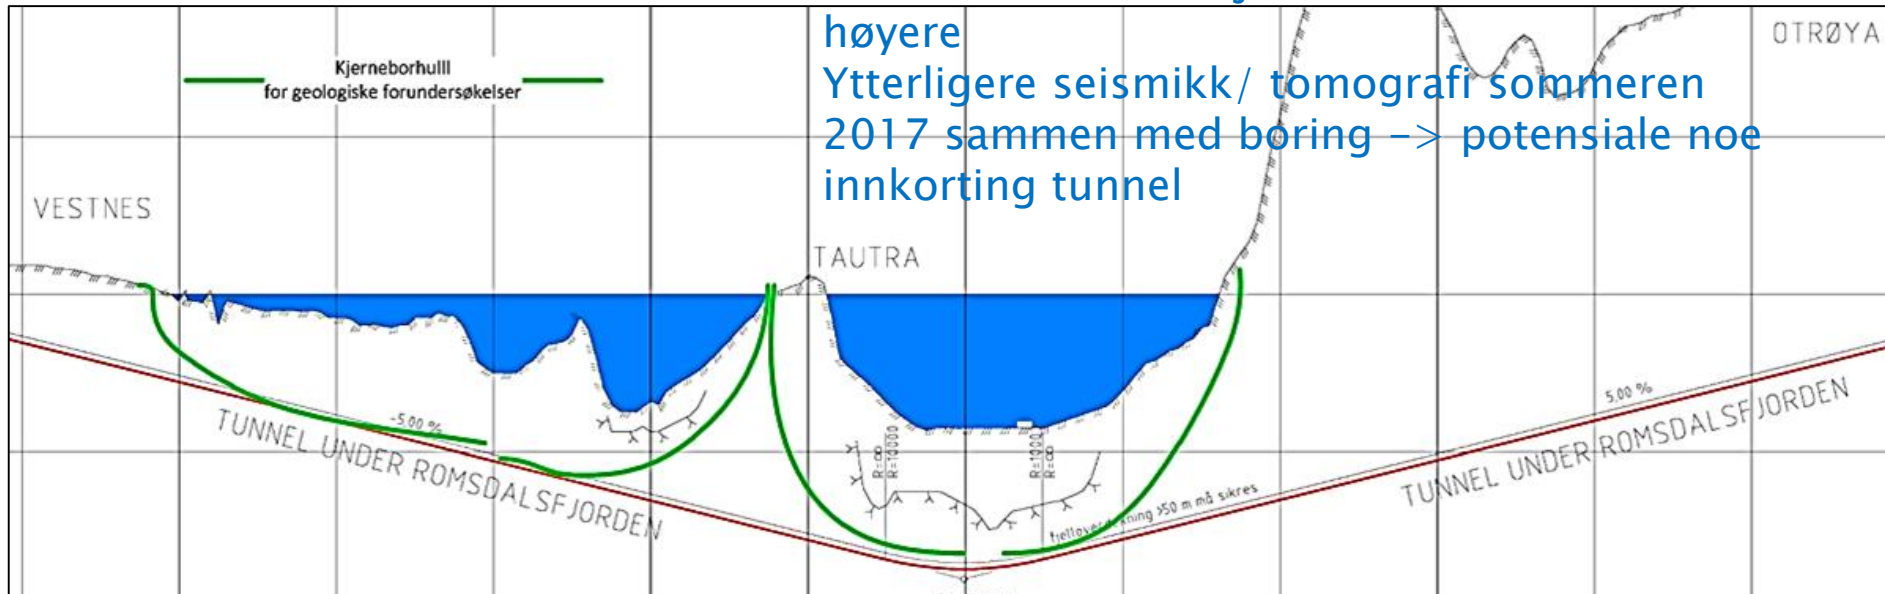 høyere
Ytterligere seismikk/ tomografi sommeren
2017 sammen med boring -> potensiale noe
innkorting tunnel
OTRØYA
Kjerneborhulll
for geologiske forundersøkelser
VESTNES
TAUTRA
-5.00 %
TUNNEL UNDER ROMSDALSFJORDEN
R=∞
R=10000
R=10000
R=∞
fjelloverdekning >50 m må sikres
5.00 %
TUNNEL UNDER ROMSDALSFJORDEN